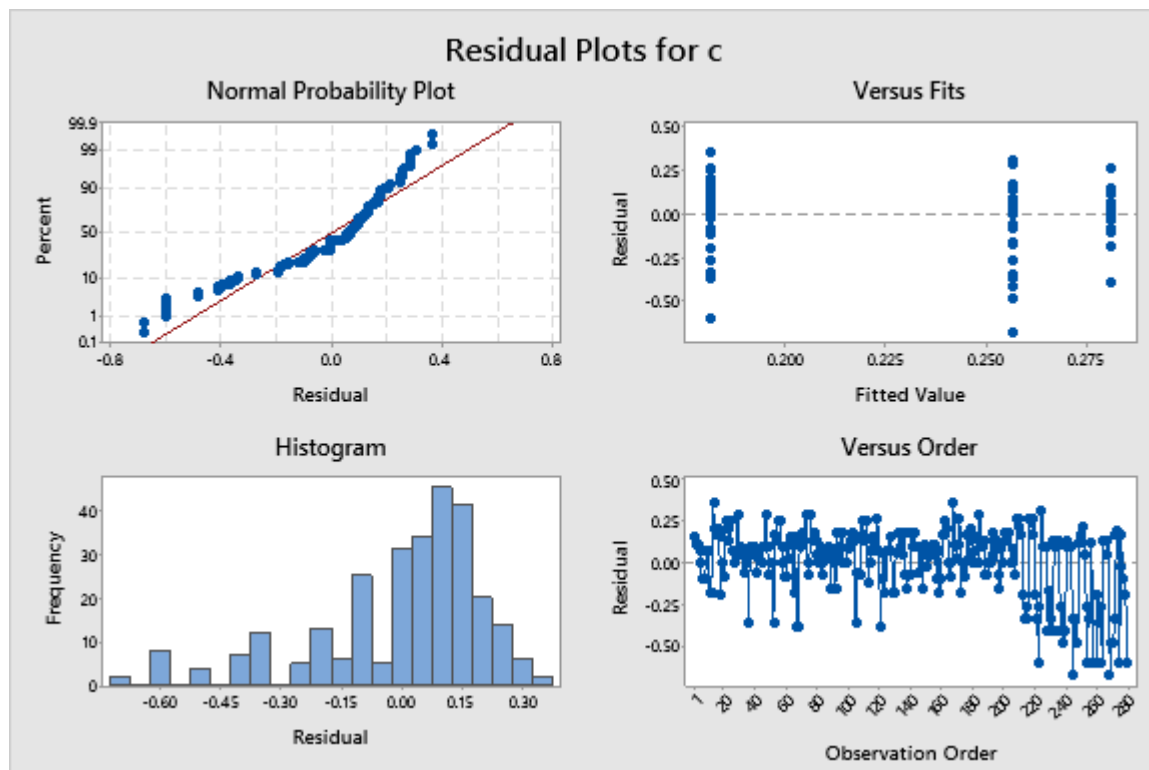 Residual Plots for c
Normal Probability Plot
99.9
99
90
50
10
1
0.1
Percent
-0.8 -0.4 0.0 0.4 0.8
Residual
Versus Fits
0.50
0.25
0.00
-0.25
-0.50
Residual
0.200 0.225 0.250 0.275
Fitted Value
Histogram
40
30
20
10
0
Frequency
-0.60 -0.45 -0.30 -0.15 0.00 0.15 0.30
Residual
Versus Order
0.50
0.25
0.00
-0.25
-0.50
Residual
1 20 40 60 80 100 120 140 160 180 200 220 240 260 280
Observation Order